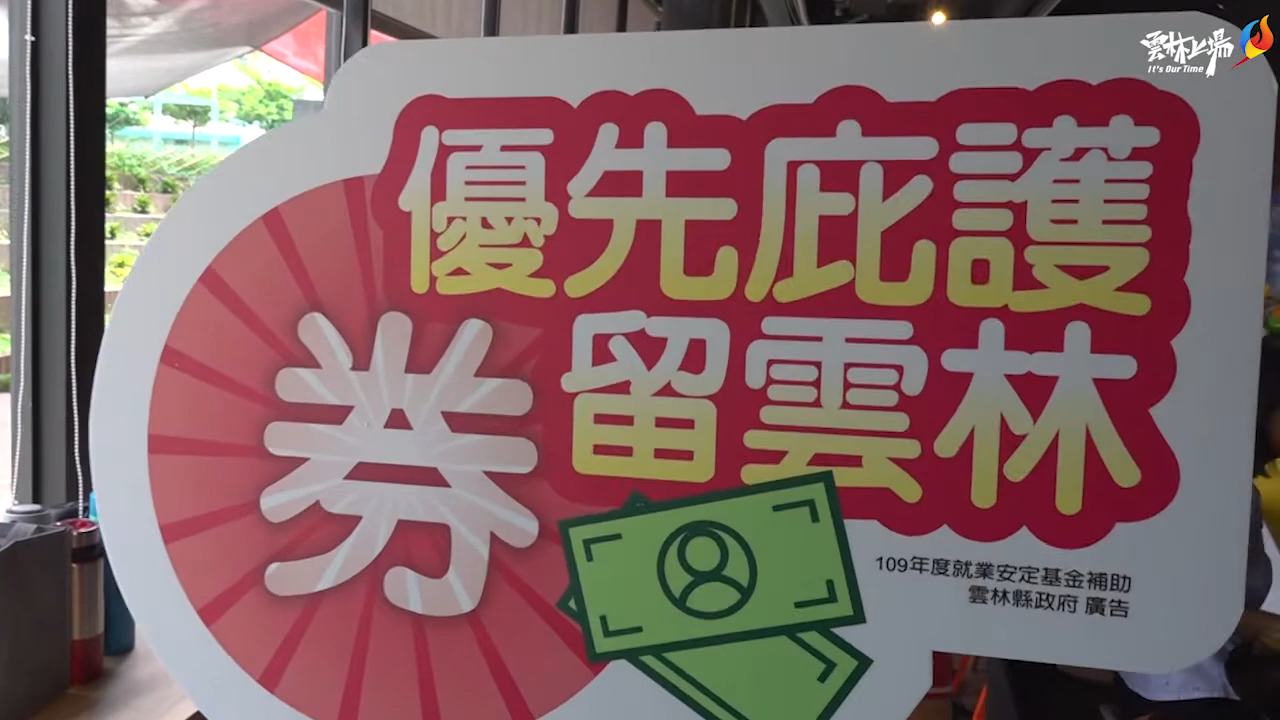 雲林上場
It's Our Time
優先庇護
券留雲林
109年度就業安定基金補助
雲林縣政府 廣告